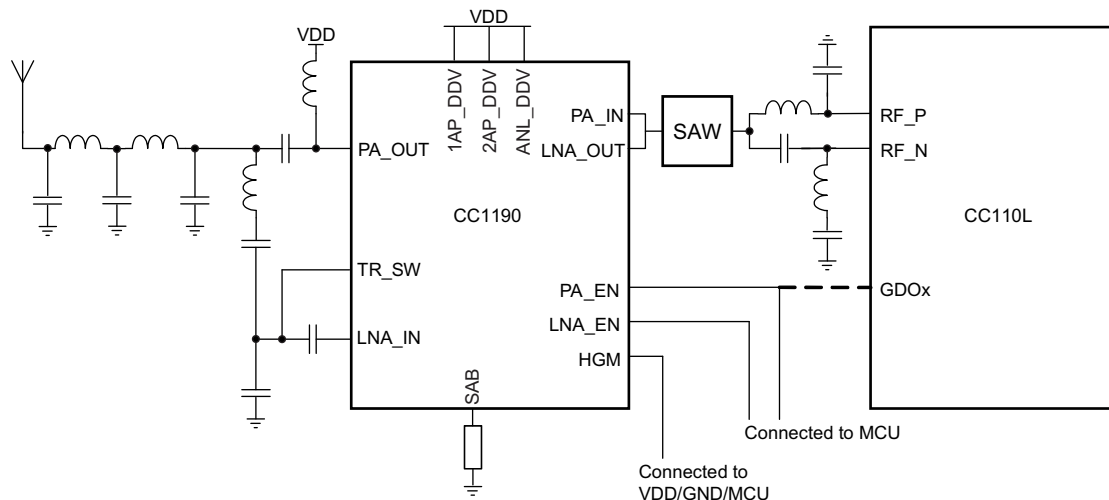 VDD
VDD
1AP_DDV
2AP_DDV
ANL_DDV
PA_IN
LNA_OUT
SAW
RF_P
RF_N
PA_OUT
CC1190
CC110L
TR_SW
PA_EN
GDOx
LNA_EN
LNA_IN
HGM
SAB
Connected to MCU
Connected to
VDD/GND/MCU